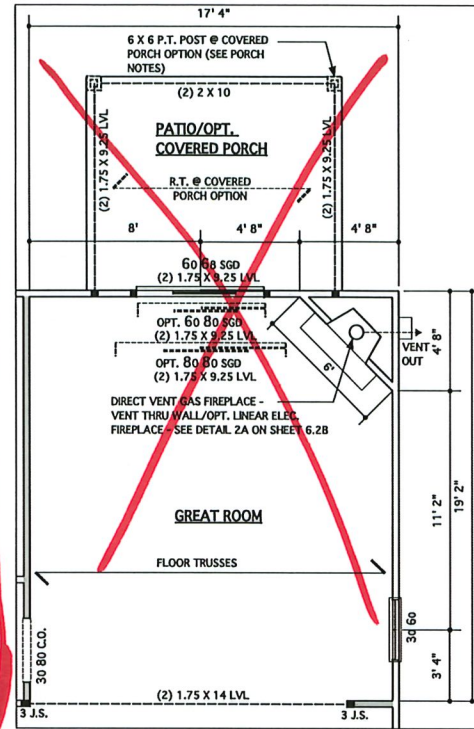 17' 4"
6 X 6 P.T. POST @ COVERED
PORCH OPTION (SEE PORCH
NOTES)
(2) 2 X 10
PATIO/OPT.
COVERED PORCH
(2) 1.75 X 9.25 LVL
(2) 1.75 X 9.25 LVL
R.T. @ COVERED
PORCH OPTION
8'
4' 8"
4' 8"
60 68 SGD
(2) 1.75 X 9.25 LVL
OPT. 60 80 SGD
(2) 1.75 X 9.25 LVL
OPT. 80 80 SGD
(2) 1.75 X 9.25 LVL
6'
VENT
OUT
4' 8"
DIRECT VENT GAS FIREPLACE -
VENT THRU WALL/OPT. LINEAR ELEC.
FIREPLACE - SEE DETAIL 2A ON SHEET 6.2B
11' 2"
19' 2"
GREAT ROOM
FLOOR TRUSSES
30 80 C.O.
30 60
3' 4"
(2) 1.75 X 14 LVL
3 J.S.
3 J.S.